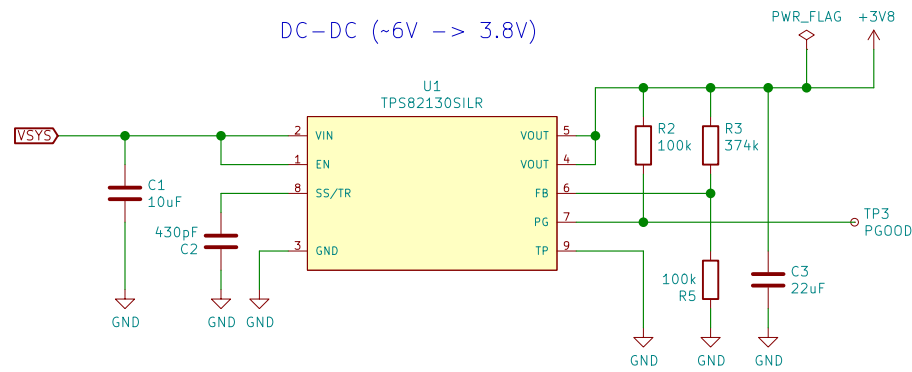 DC-DC (~6V -> 3.8V)
PWR_FLAG
+3V8
U1
TPS82130SILR
VSYS
2
VIN
1
EN
8
SS/TR
3
GND
VOUT
5
VOUT
4
FB
6
PG
7
TP
9
R2
100k
R3
374k
C1
10uF
430pF
C2
TP3
PGOOD
100k
R5
C3
22uF
GND
GND
GND
GND
GND
GND